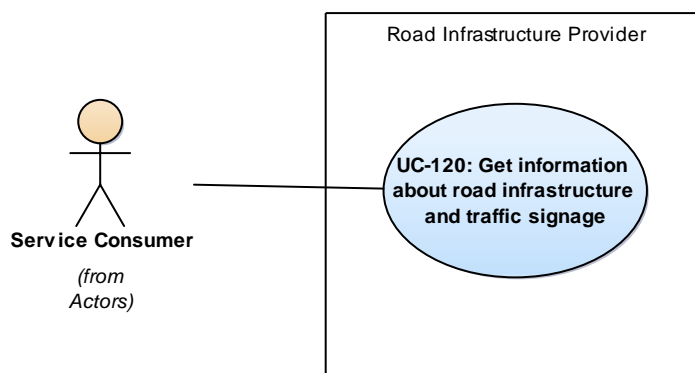 Road Infrastructure Provider
UC-120: Get information
about road infrastructure
and traffic signage
Service Consumer
(from
Actors)